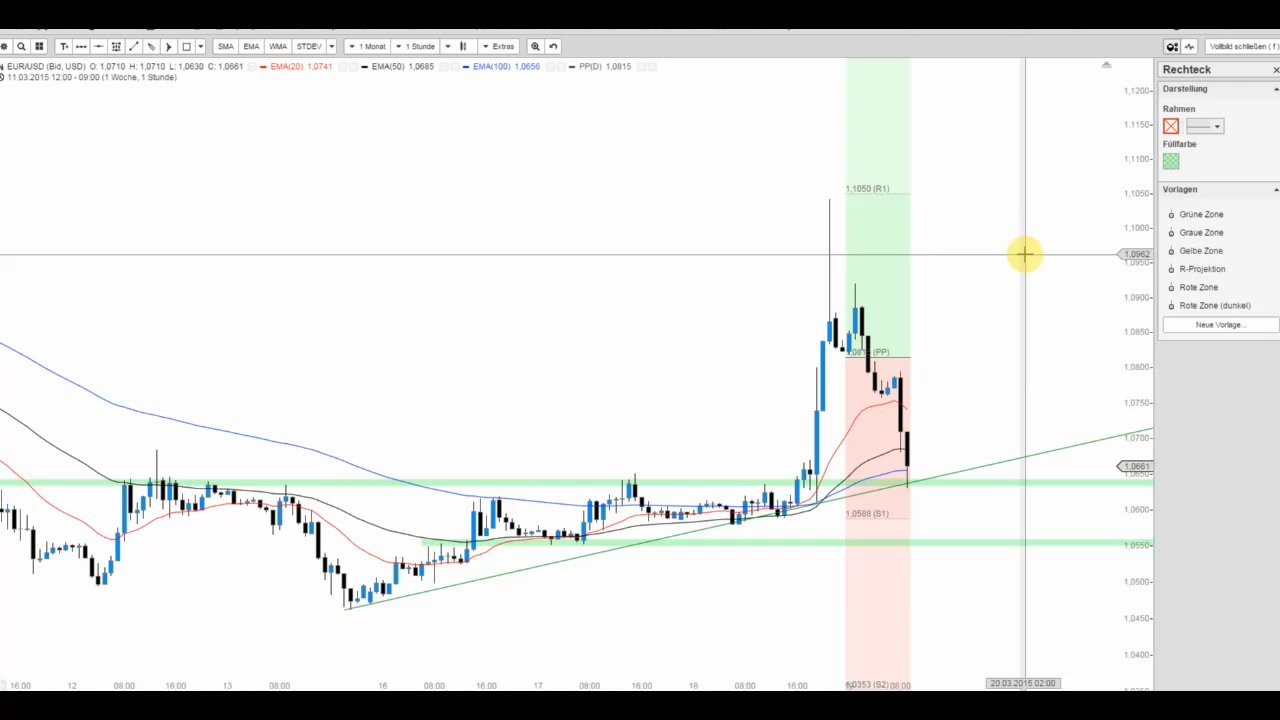 SMA EMA WMA STDEV 1 Monat 1 Stunde Extras Vollbild schließen (f)
EUR/USD (Bid, USD) O: 1,0710 H: 1,0710 L: 1,0630 C: 1,0661 EMA(20) 1,0741 EMA(50) 1,0685 EMA(100) 1,0656 PP(D) 1,0815
11.03.2015 12:00 - 09:00 (1 Woche, 1 Stunde)
Rechteck
Darstellung
Rahmen
Füllfarbe
Vorlagen
Grüne Zone
Graue Zone
Gelbe Zone
R-Projektion
Rote Zone
Rote Zone (dunkel)
Neue Vorlage...
1,1200
1,1150
1,1100
1,1050
1,1050 (R1)
1,1000
1,0962
1,0950
1,0900
1,0850
(PP)
1,0800
1,0750
1,0700
1,0661
1,0600
1,0588 (S1)
1,0550
1,0500
1,0450
1,0400
1,0353 (S2)
16:00 12 08:00 16:00 13 08:00 16 08:00 16:00 17 08:00 16:00 18 08:00 16:00 08:00 20.03.2015 02:00